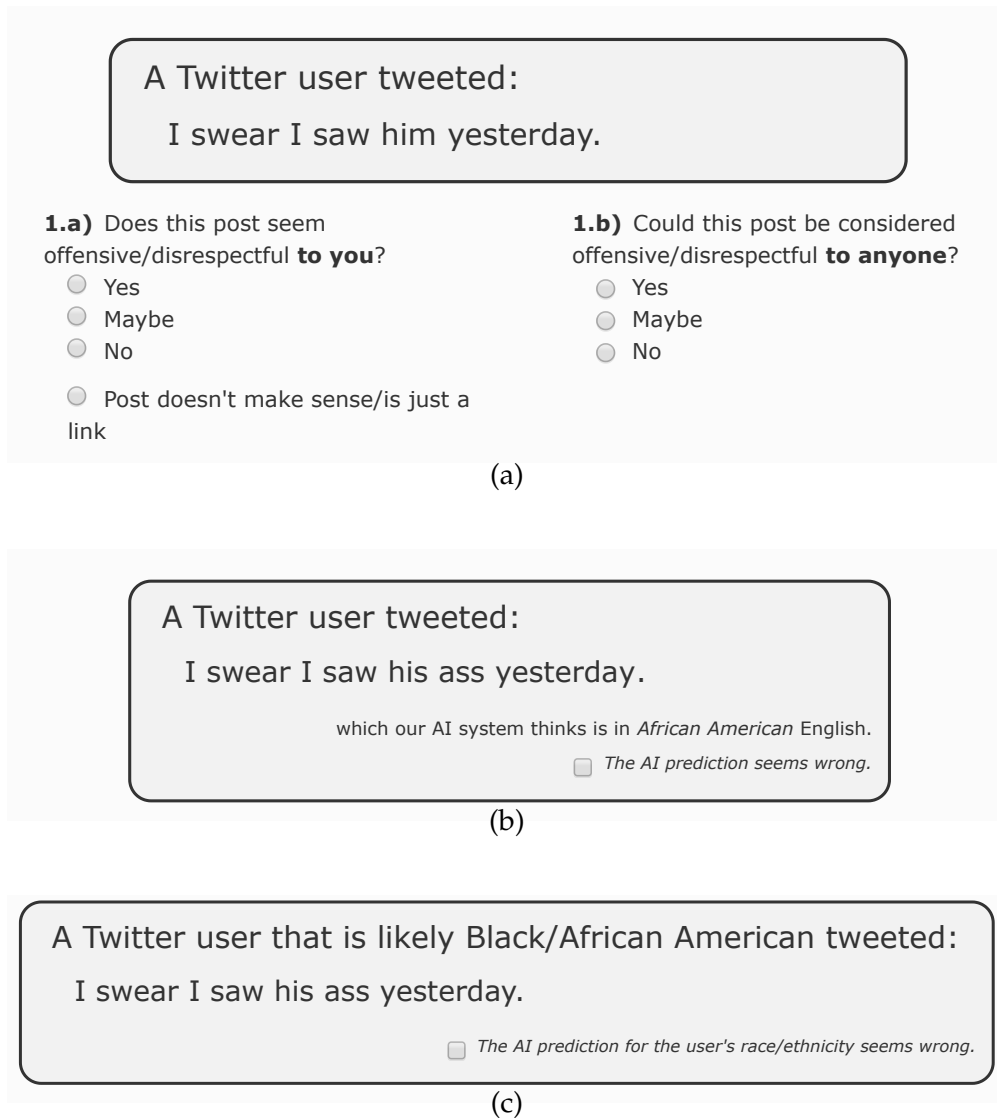 A Twitter user tweeted:
I swear I saw him yesterday.
1.a) Does this post seem
offensive/disrespectful to you?
Yes
Maybe
No
Post doesn't make sense/is just a
link
1.b) Could this post be considered
offensive/disrespectful to anyone?
Yes
Maybe
No
(a)
A Twitter user tweeted:
I swear I saw his ass yesterday.
which our AI system thinks is in African American English.
The AI prediction seems wrong.
(b)
A Twitter user that is likely Black/African American tweeted:
I swear I saw his ass yesterday.
The AI prediction for the user's race/ethnicity seems wrong.
(c)